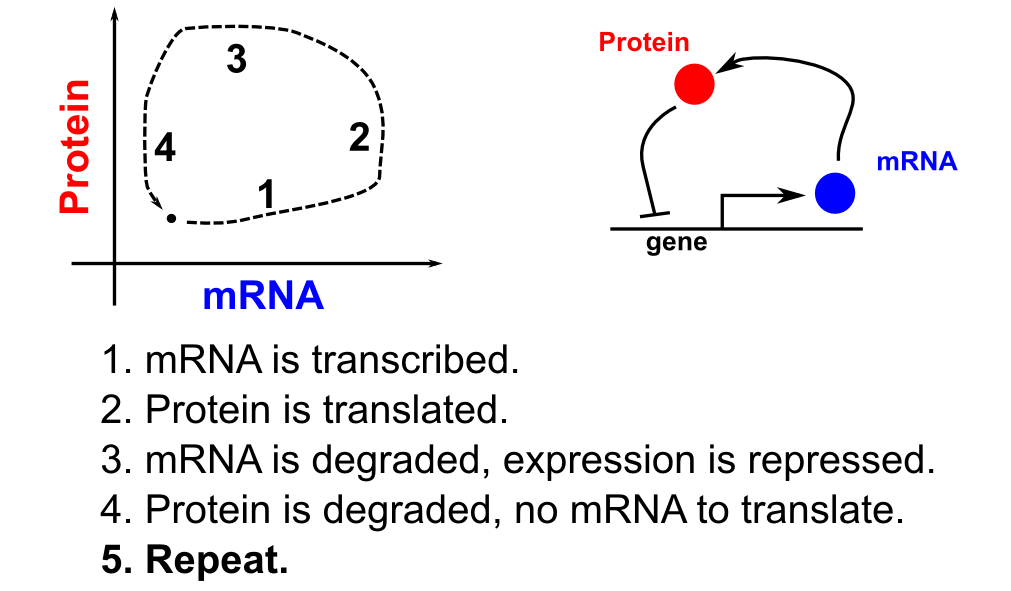 Protein
3
4
2
1
mRNA
Protein
mRNA
gene
1. mRNA is transcribed.
2. Protein is translated.
3. mRNA is degraded, expression is repressed.
4. Protein is degraded, no mRNA to translate.
5. Repeat.